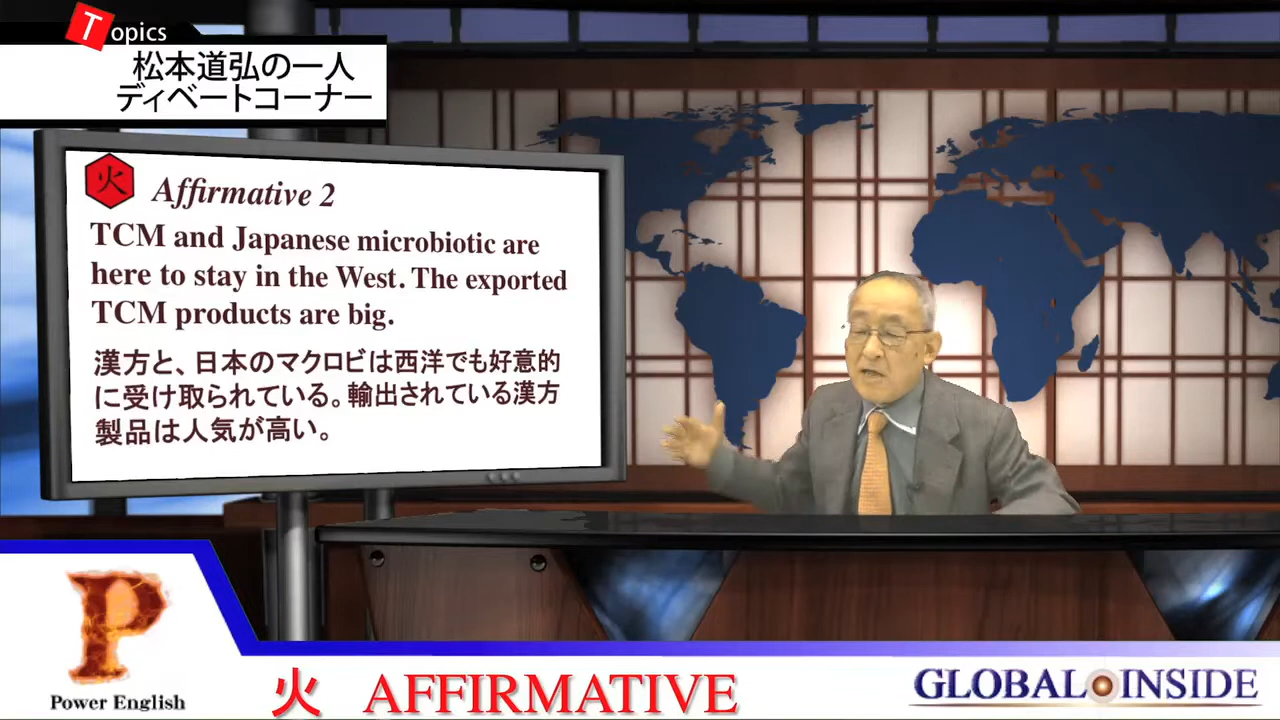 Topics
松本道弘の一人
ディベートコーナー
火 Affirmative 2
TCM and Japanese microbiotic are
here to stay in the West. The exported
TCM products are big.
漢方と、日本のマクロビは西洋でも好意的
に受け取られている。輸出されている漢方
製品は人気が高い。
P
Power English
火 AFFIRMATIVE
GLOBAL INSIDE